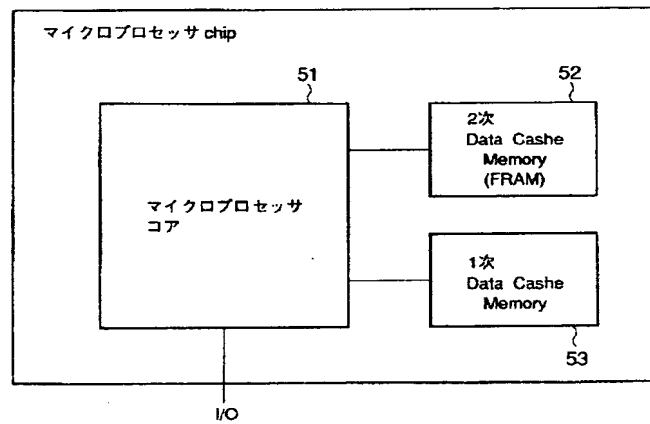 マイクロプロセッサ chip
51
52
2次
Data Cashe
Memory
(FRAM)
マイクロプロセッサ
コア
1次
Data Cashe
Memory
53
I/O